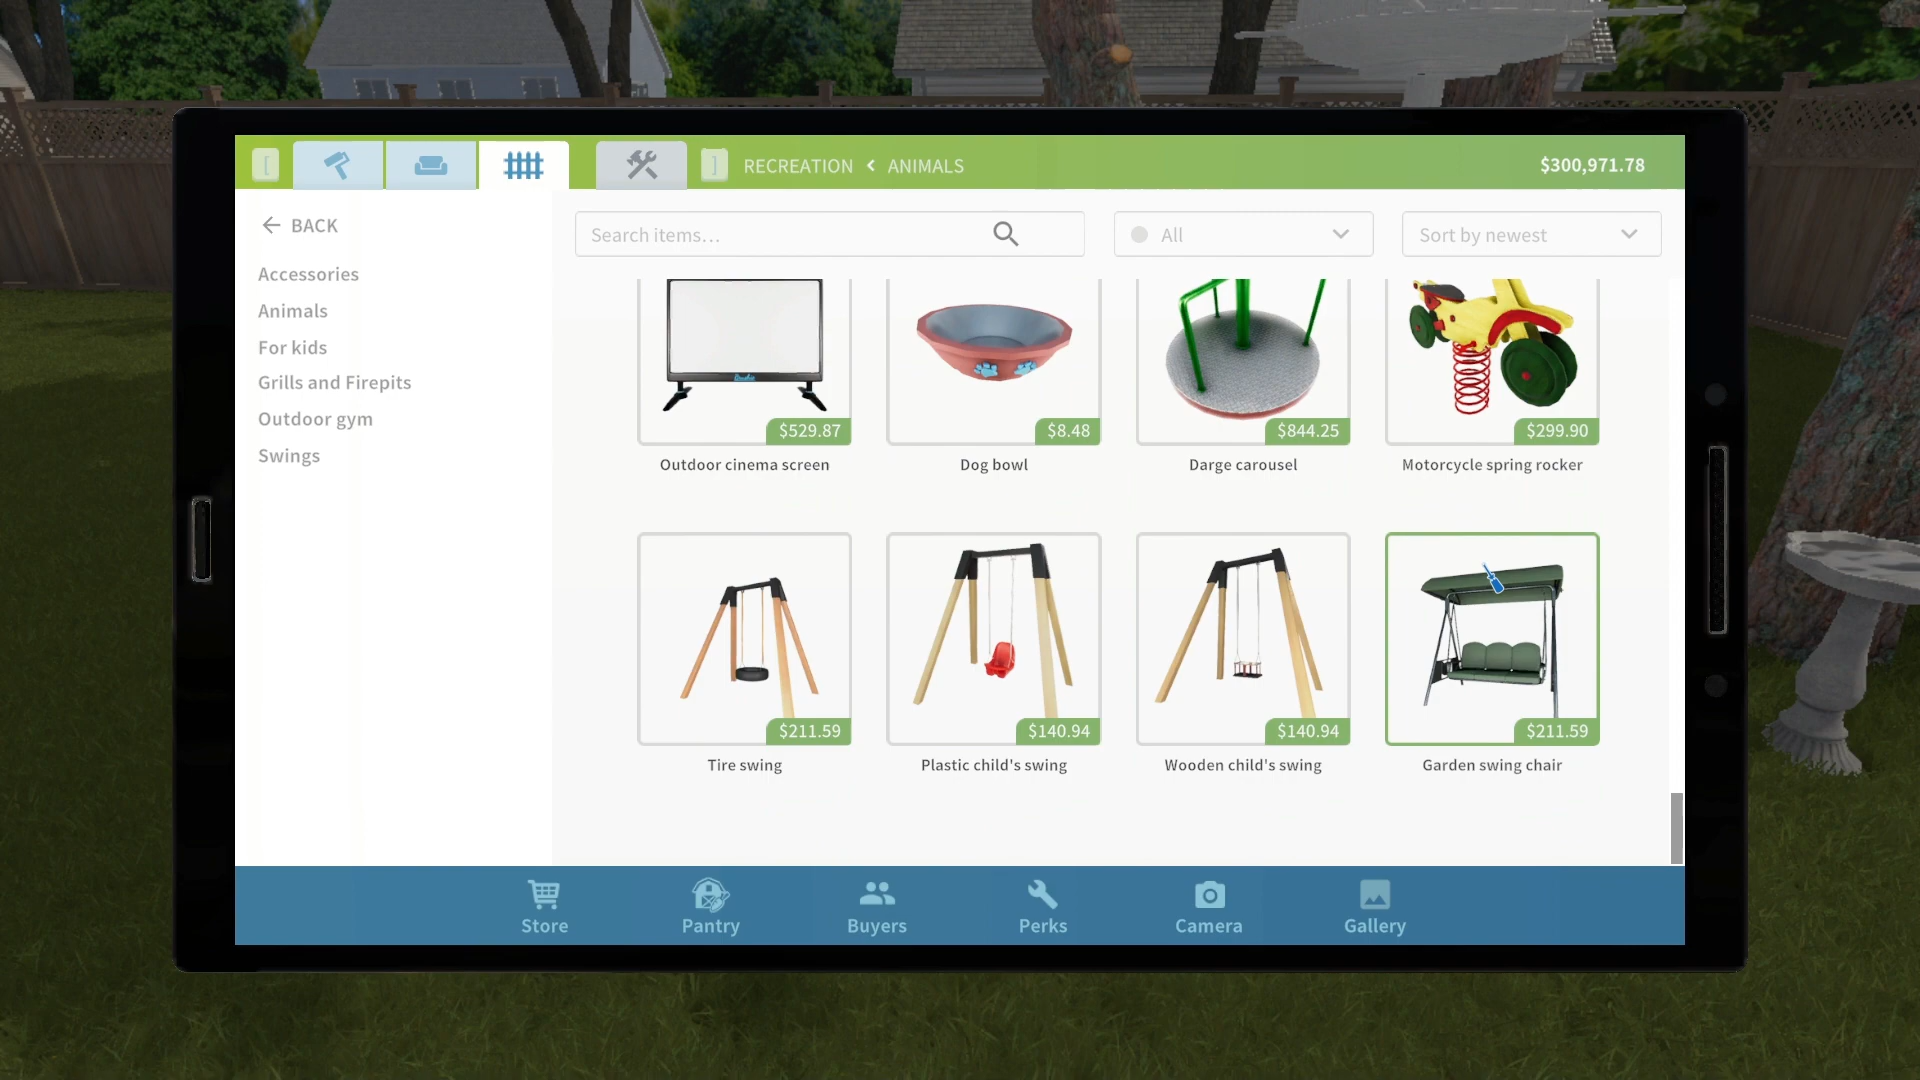 [
]
RECREATION < ANIMALS
$300,971.78
BACK
Accessories
Animals
For kids
Grills and Firepits
Outdoor gym
Swings
Search items...
All
Sort by newest
$529.87
$8.48
$844.25
$299.90
Outdoor cinema screen
Dog bowl
Darge carousel
Motorcycle spring rocker
$211.59
$140.94
$140.94
$211.59
Tire swing
Plastic child's swing
Wooden child's swing
Garden swing chair
Store
Pantry
Buyers
Perks
Camera
Gallery